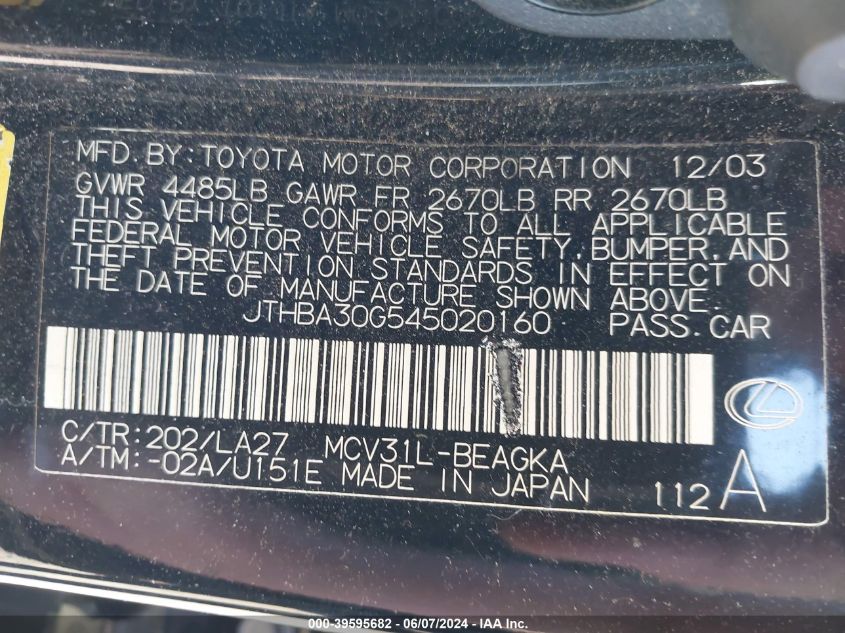 MFD.BY:TOYOTA MOTOR CORPORATION 12/03
GVWR 4485LB GAWR FR 2670LB RR 2670LB
THIS VEHICLE CONFORMS TO ALL APPLICABLE
FEDERAL MOTOR VEHICLE SAFETY,BUMPER,AND
THEFT PREVENTION STANDARDS IN EFFECT ON
THE DATE OF MANUFACTURE SHOWN ABOVE.
JTHBA30G545020160 PASS.CAR
C/TR:202/LA27 MCV31L-BEAGKA
A/TM:-02A/U151E MADE IN JAPAN
112 A
000-39595682 - 06/07/2024 - IAA Inc.